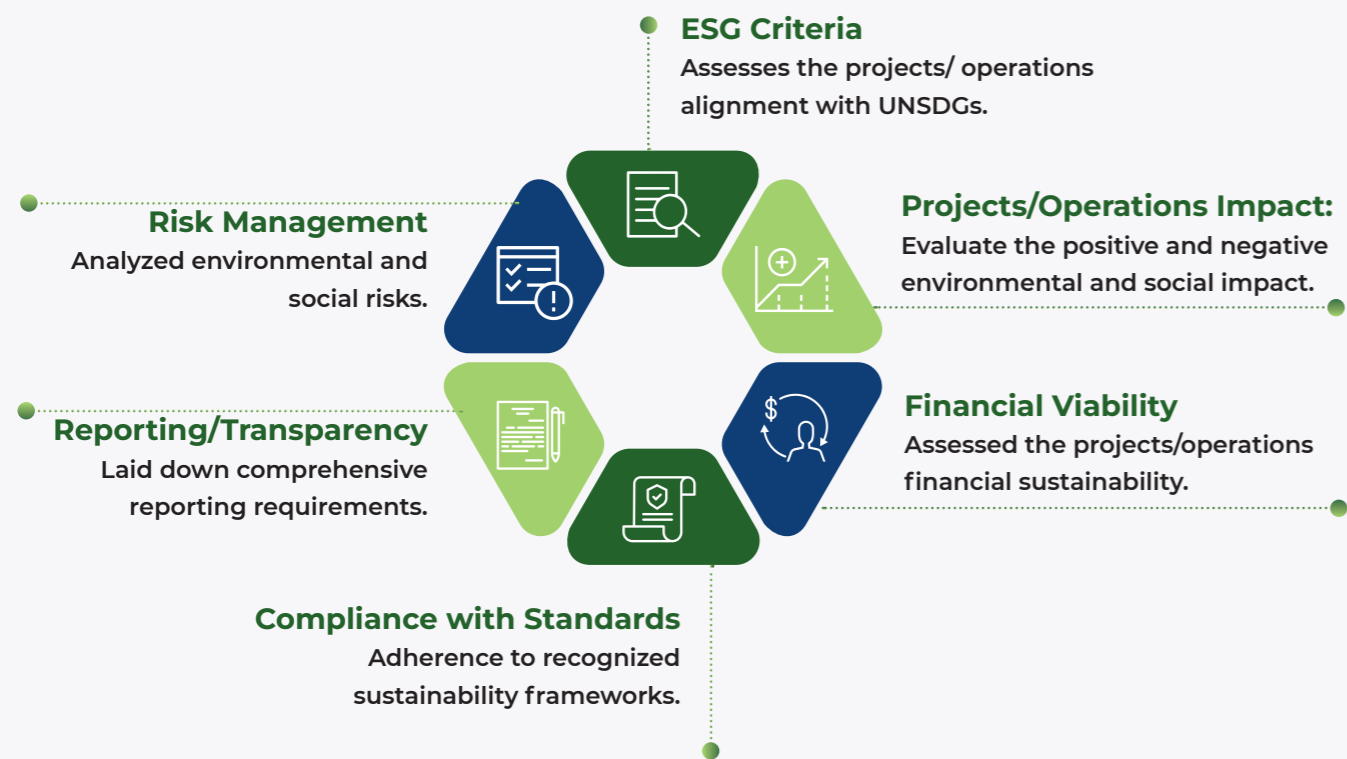 ESG Criteria
Assesses the projects/ operations
alignment with UNSDGs.
Projects/Operations Impact:
Evaluate the positive and negative
environmental and social impact.
Financial Viability
Assessed the projects/operations
financial sustainability.
Compliance with Standards
Adherence to recognized
sustainability frameworks.
Reporting/Transparency
Laid down comprehensive
reporting requirements.
Risk Management
Analyzed environmental and
social risks.
$